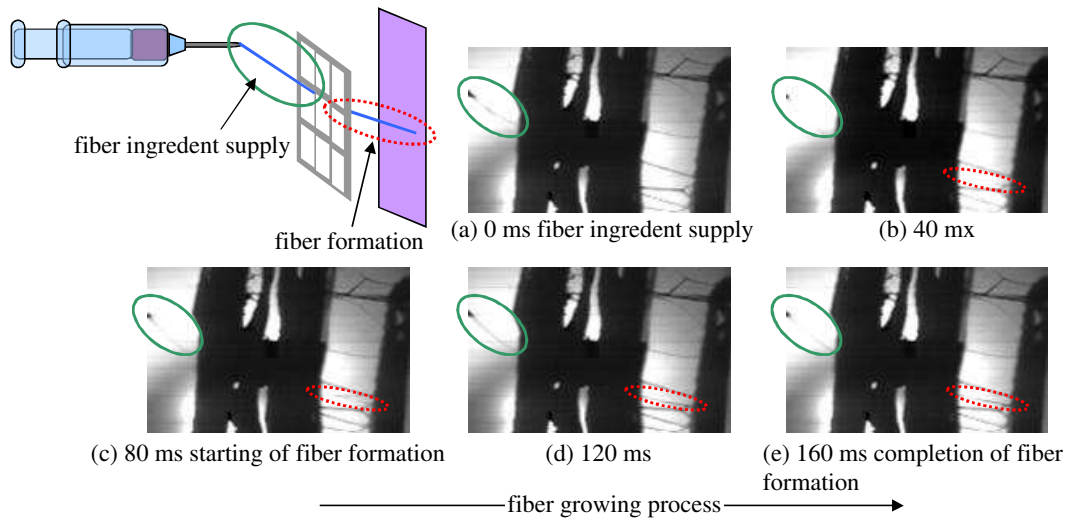 fiber ingredent supply
fiber formation
(a) 0 ms fiber ingredent supply
(b) 40 mx
(c) 80 ms starting of fiber formation
(d) 120 ms
(e) 160 ms completion of fiber
formation
fiber growing process